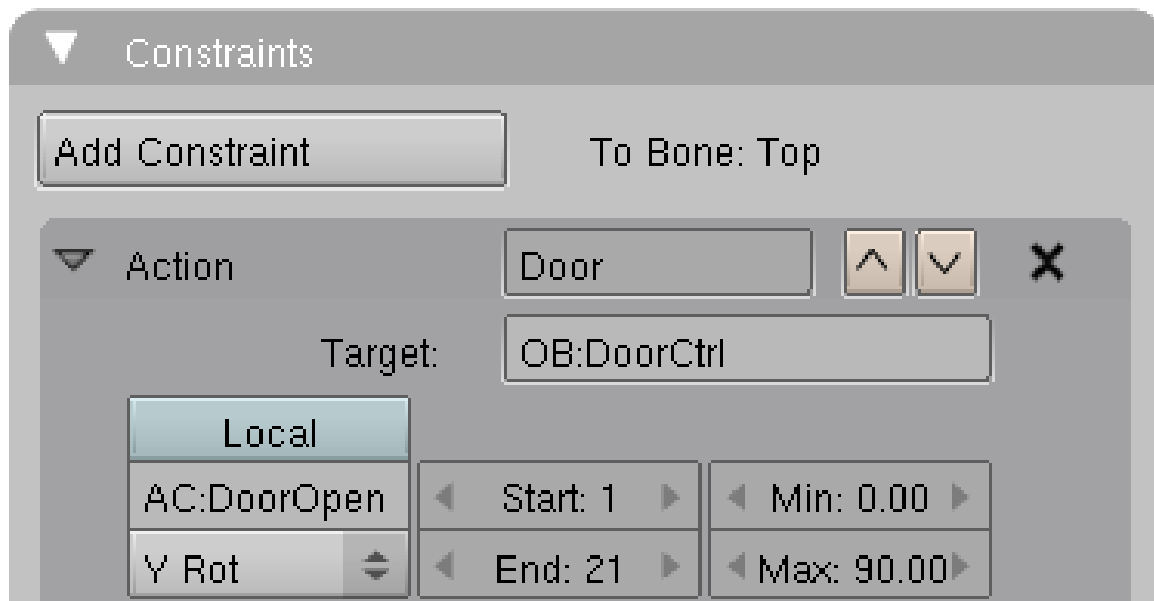 Constraints
Add Constraint To Bone: Top
Action Door
Target: OB:DoorCtrl
Local
AC:DoorOpen Start: 1 Min: 0.00
Y Rot End: 21 Max: 90.00